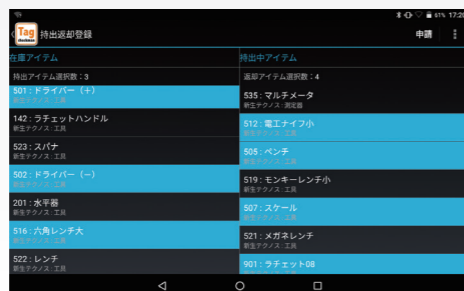 61% 17:20
Tag
持出返却登録
申請
在庫アイテム
持出アイテム選択数：3
501：ドライバー（＋）
新生テクノス：工具
142：ラチェットハンドル
新生テクノス：工具
523：スパナ
新生テクノス：工具
502：ドライバー（－）
新生テクノス：工具
201：水平器
新生テクノス：工具
516：六角レンチ大
新生テクノス：工具
522：レンチ
新生テクノス：工具
持出中アイテム
返却アイテム選択数：4
535：マルチメータ
新生テクノス：測定器
512：電工ナイフ小
新生テクノス：工具
505：ペンチ
新生テクノス：工具
519：モンキーレンチ小
新生テクノス：工具
507：スケール
新生テクノス：工具
521：メガネレンチ
新生テクノス：工具
901：ラチェット08